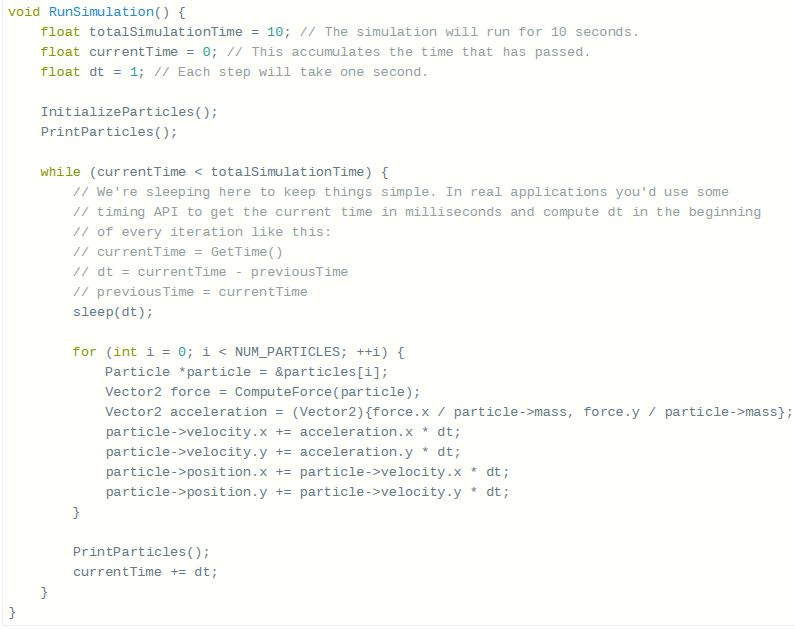 void RunSimulation() {
    float totalSimulationTime = 10; // The simulation will run for 10 seconds.
    float currentTime = 0; // This accumulates the time that has passed.
    float dt = 1; // Each step will take one second.

    InitializeParticles();
    PrintParticles();

    while (currentTime < totalSimulationTime) {
        // We're sleeping here to keep things simple. In real applications you'd use some
        // timing API to get the current time in milliseconds and compute dt in the beginning
        // of every iteration like this:
        // currentTime = GetTime()
        // dt = currentTime - previousTime
        // previousTime = currentTime
        sleep(dt);

        for (int i = 0; i < NUM_PARTICLES; ++i) {
            Particle *particle = &particles[i];
            Vector2 force = ComputeForce(particle);
            Vector2 acceleration = (Vector2){force.x / particle->mass, force.y / particle->mass};
            particle->velocity.x += acceleration.x * dt;
            particle->velocity.y += acceleration.y * dt;
            particle->position.x += particle->velocity.x * dt;
            particle->position.y += particle->velocity.y * dt;
        }

        PrintParticles();
        currentTime += dt;
    }
}